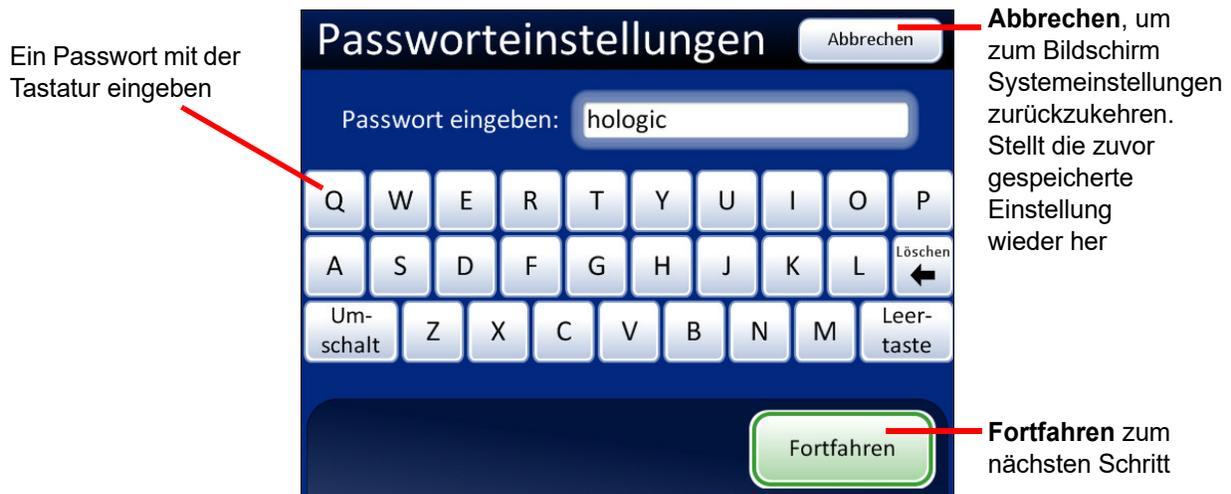 Ein Passwort mit der
Tastatur eingeben
Passworteinstellungen
Abbrechen
Passwort eingeben: hologic
Q W E R T Y U I O P
A S D F G H J K L Löschen
Um-
schalt Z X C V B N M Leer-
taste
Fortfahren
Abbrechen, um
zum Bildschirm
Systemeinstellungen
zurückzukehren.
Stellt die zuvor
gespeicherte
Einstellung
wieder her
Fortfahren zum
nächsten Schritt